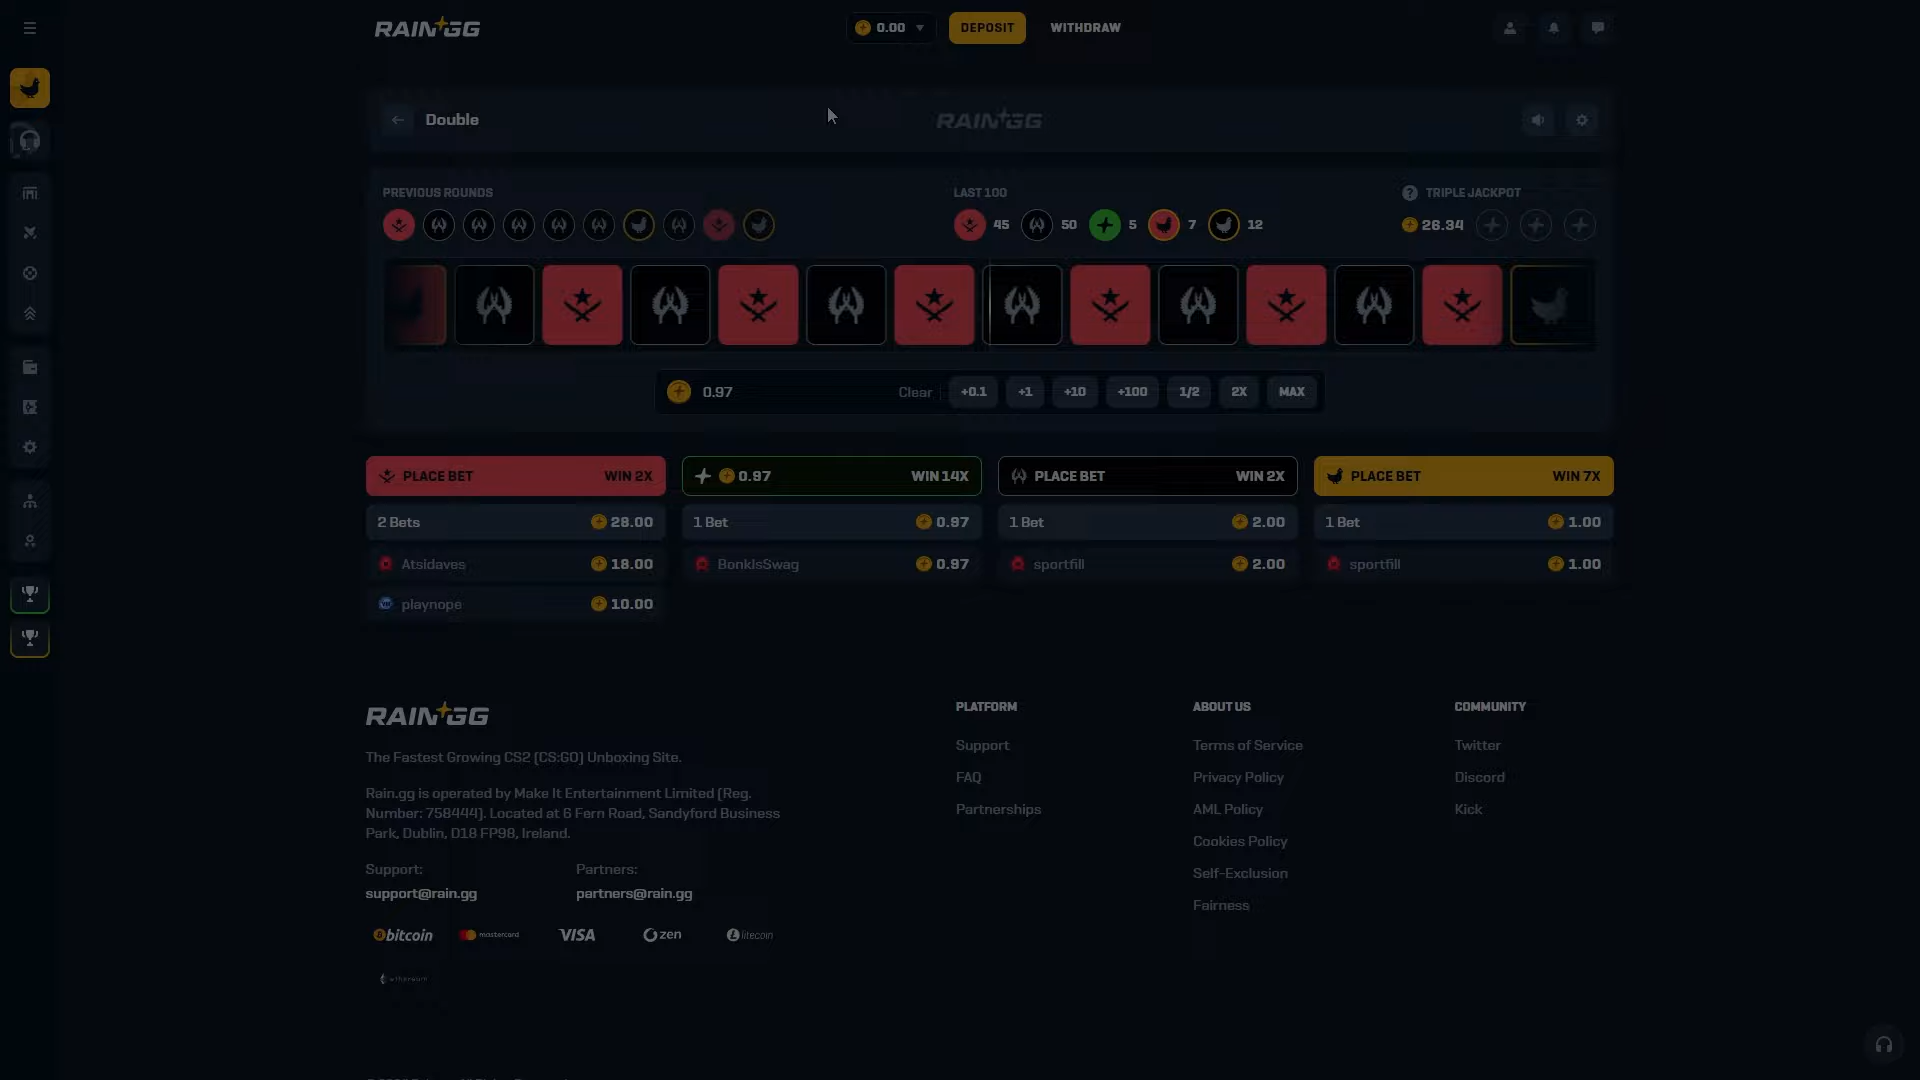 RAIN GG
0.00
DEPOSIT
WITHDRAW
Double
RAIN GG
PREVIOUS ROUNDS
LAST 100
TRIPLE JACKPOT
45
50
5
7
12
26.34
0.97
Clear
+0.1
+1
+10
+100
1/2
2X
MAX
PLACE BET
WIN 2X
0.97
WIN 14X
PLACE BET
WIN 2X
PLACE BET
WIN 7X
2 Bets
28.00
1 Bet
0.97
1 Bet
2.00
1 Bet
1.00
Atsidaves
18.00
BonkIsSwag
0.97
sportfill
2.00
sportfill
1.00
playnope
10.00
RAIN GG
The Fastest Growing CS2 (CS:GO) Unboxing Site.
Rain.gg is operated by Make It Entertainment Limited (Reg.
Number: 758444). Located at 6 Fern Road, Sandyford Business
Park, Dublin, D18 FP98, Ireland.
Support:
Partners:
support@rain.gg
partners@rain.gg
bitcoin
mastercard
VISA
zen
litecoin
ethereum
PLATFORM
Support
FAQ
Partnerships
ABOUT US
Terms of Service
Privacy Policy
AML Policy
Cookies Policy
Self-Exclusion
Fairness
COMMUNITY
Twitter
Discord
Kick